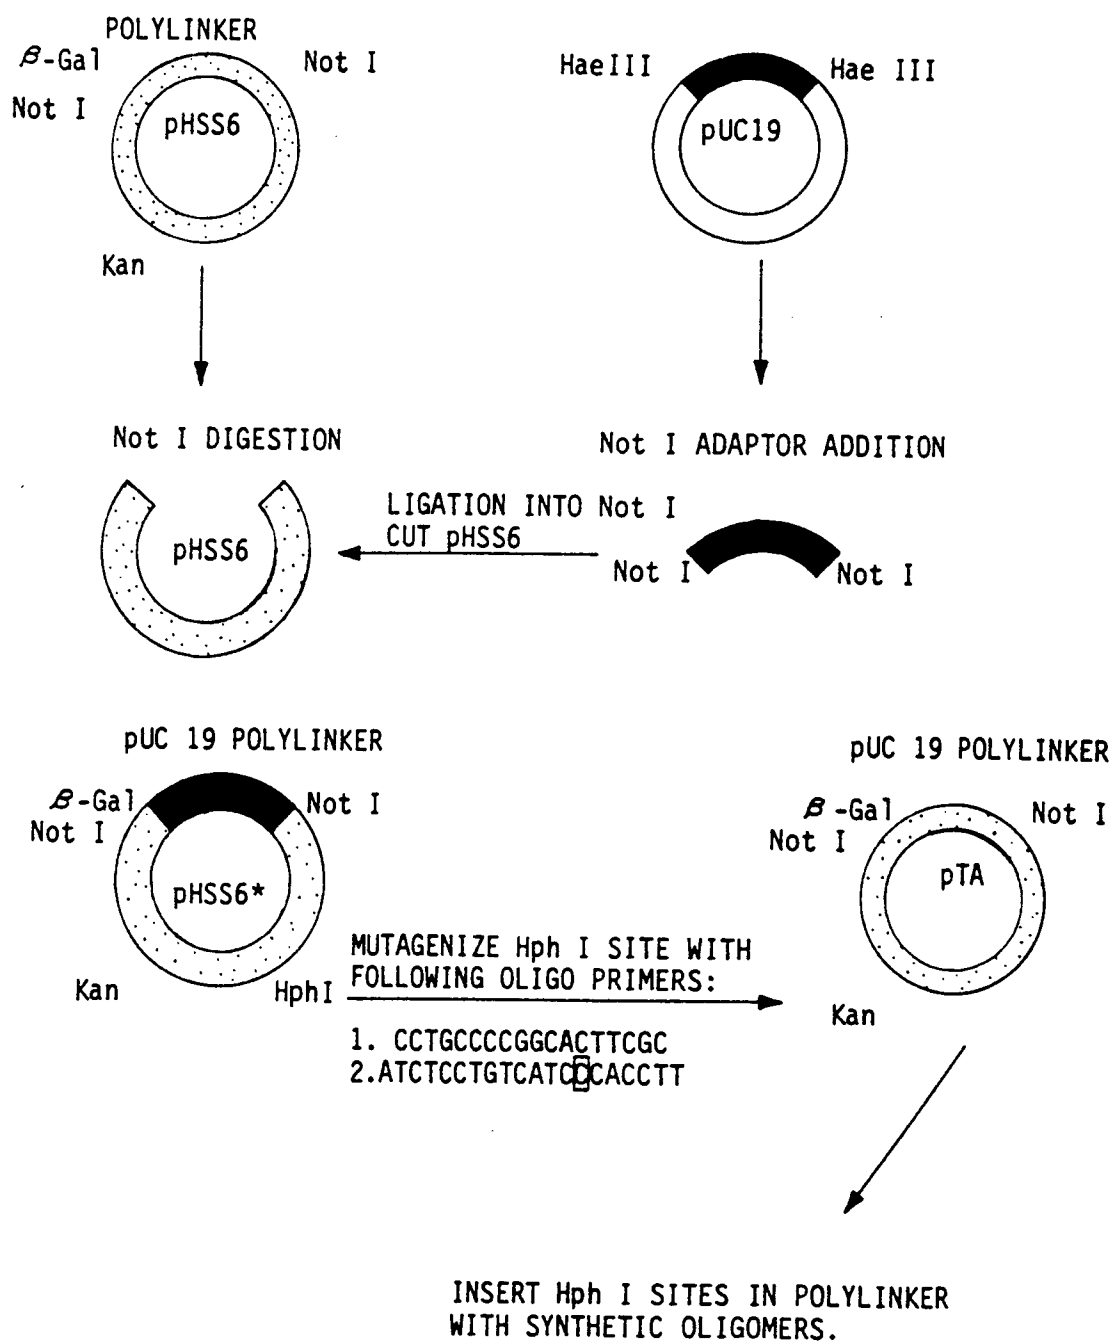 POLYLINKER
β-Gal
Not I
Not I
pHSS6
Kan
HaeIII
Hae III
pUC19
Not I DIGESTION
Not I ADAPTOR ADDITION
LIGATION INTO
CUT pHSS6
Not I
pHSS6
Not I
Not I
pUC 19 POLYLINKER
β-Gal
Not I
Not I
pHSS6*
Kan
HphI
MUTAGENIZE Hph I SITE WITH
FOLLOWING OLIGO PRIMERS:
1. CCTGCCCCGGCACTTCGC
2.ATCTCCTGTCATCCCACCTT
pUC 19 POLYLINKER
β-Gal
Not I
Not I
pTA
Kan
INSERT Hph I SITES IN POLYLINKER
WITH SYNTHETIC OLIGOMERS.